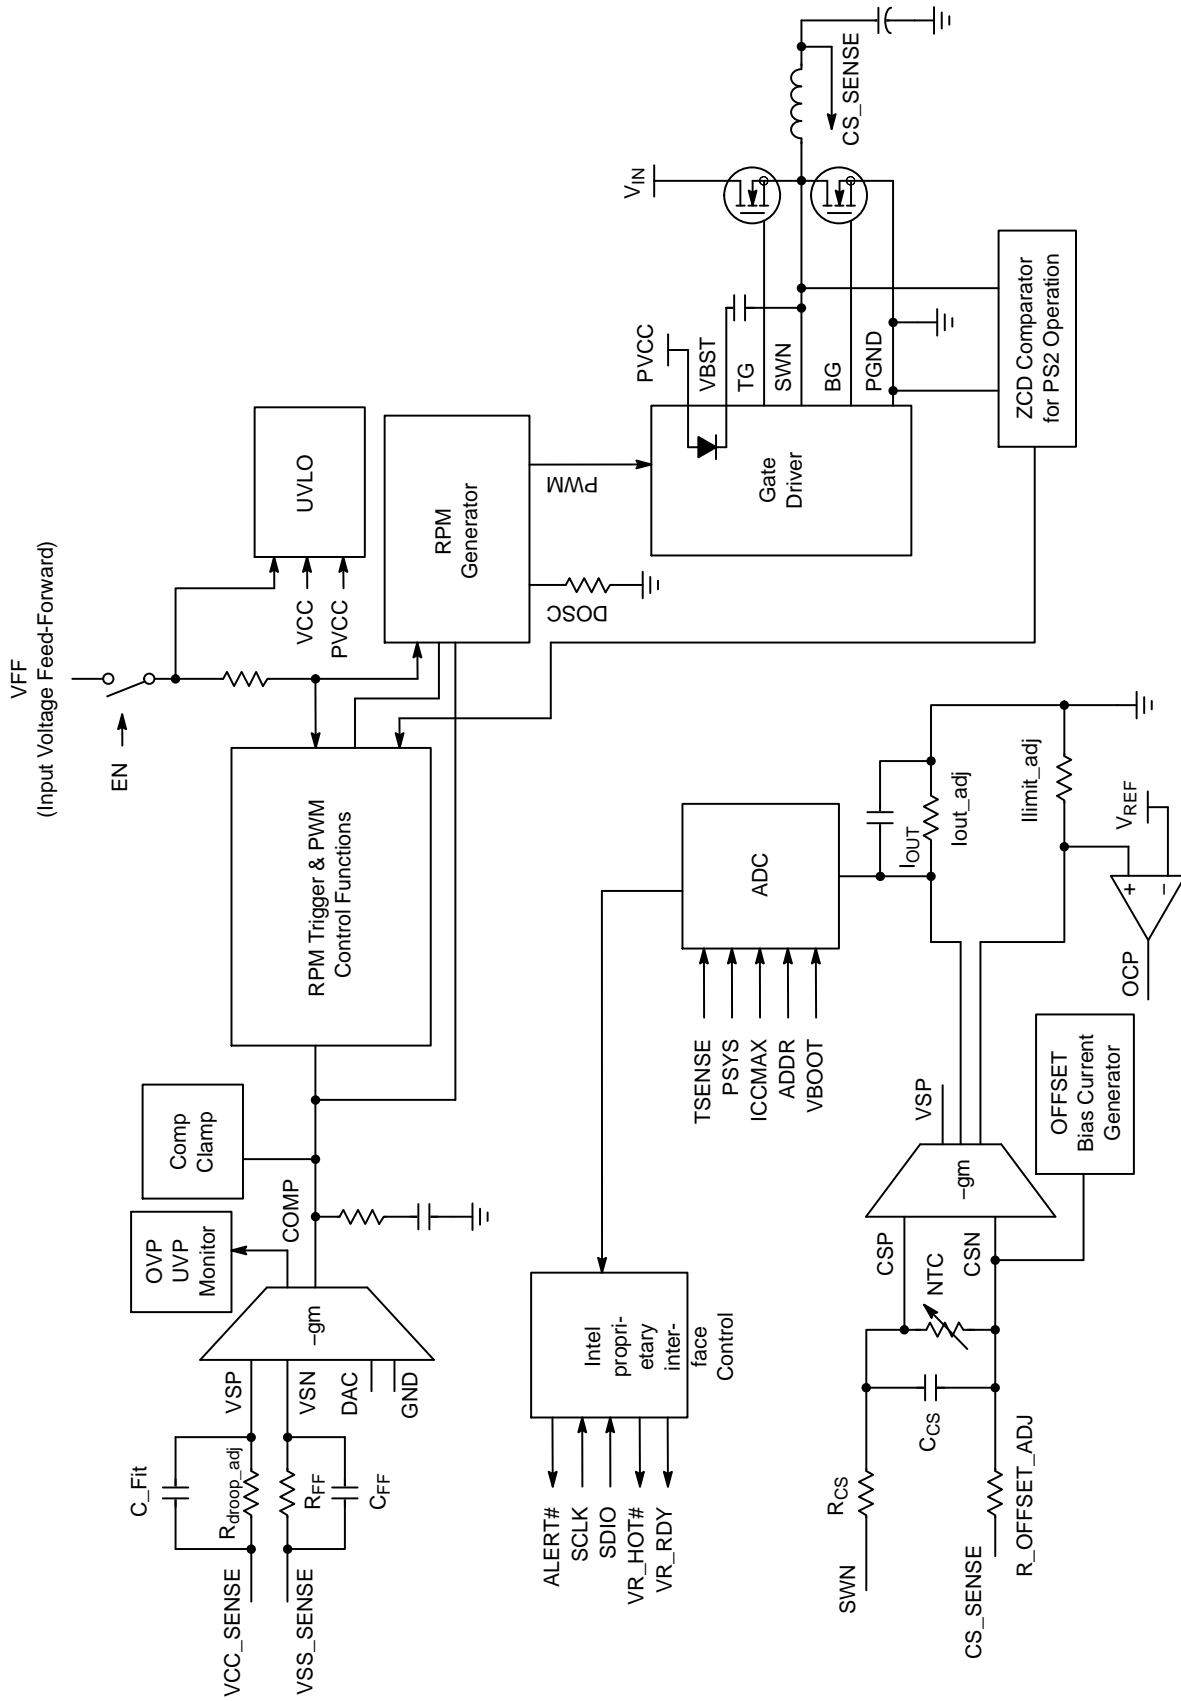 VFF
(Input Voltage Feed-Forward)
EN
VCC
PVCC
UVLO
RPM
Generator
PWM
DOSC
RPM Trigger & PWM
Control Functions
Comp
Clamp
OVP
UVP
Monitor
COMP
-gm
VSP
VSN
DAC
GND
C_Fit
Rdroop_adj
RFF
CFF
VCC_SENSE
VSS_SENSE
PVCC
VBST
TG
SWN
BG
PGND
Gate
Driver
VIN
CS_SENSE
ZCD Comparator
for PS2 Operation
Intel
propri-
etary
inter-
face
Control
ALERT#
SCLK
SDIO
VR_HOT#
VR_RDY
ADC
TSENSE
PSYS
ICCMAX
ADDR
VBOOT
IOUT
Iout_adj
Ilimit_adj
VREF
+
–
OCP
OFFSET
Bias Current
Generator
VSP
-gm
CSP
CSN
NTC
CCS
RCS
SWN
CS_SENSE
R_OFFSET_ADJ